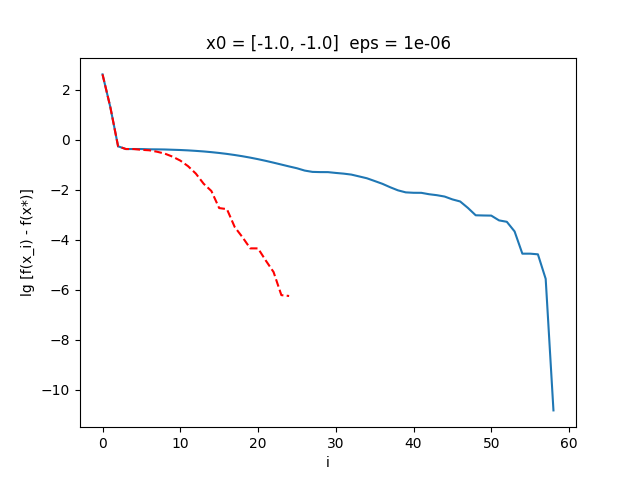 x0 = [-1.0, -1.0]  eps = 1e-06
lg [f(x_i) - f(x*)]
2
0
−2
−4
−6
−8
−10
0 10 20 30 40 50 60
i